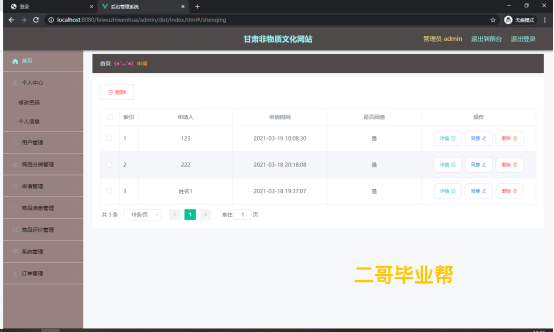 登录
后台管理系统
localhost:8080/feiwuzhiwenhua/admin/dist/index.html#/shenqing
无痕模式
甘肃非物质文化网站
管理员 admin 退出到前台 退出登录
首页
首页 (●'◡'●) 申请
个人中心
修改密码
个人信息
用户管理
商品分类管理
申请管理
商品信息管理
商品评价管理
系统管理
订单管理
删除
索引 申请人 申请时间 是否同意 操作
1 123 2021-03-19 10:08:30 是 详情 删除
2 222 2021-03-18 20:18:08 是 详情 删除
3 姓名1 2021-03-18 19:37:07 是 详情 删除
共 3 条 10条/页 1 前往 1 页
二哥毕业帮